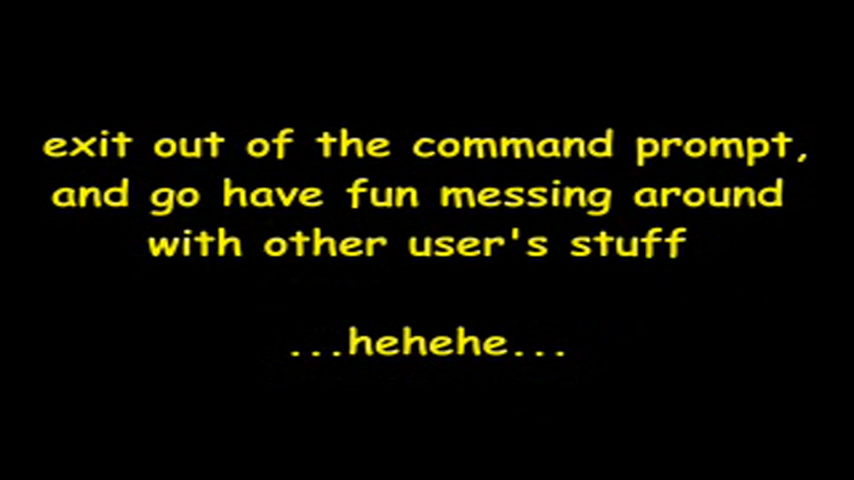 exit out of the command prompt,
and go have fun messing around
with other user's stuff
...hehehe...